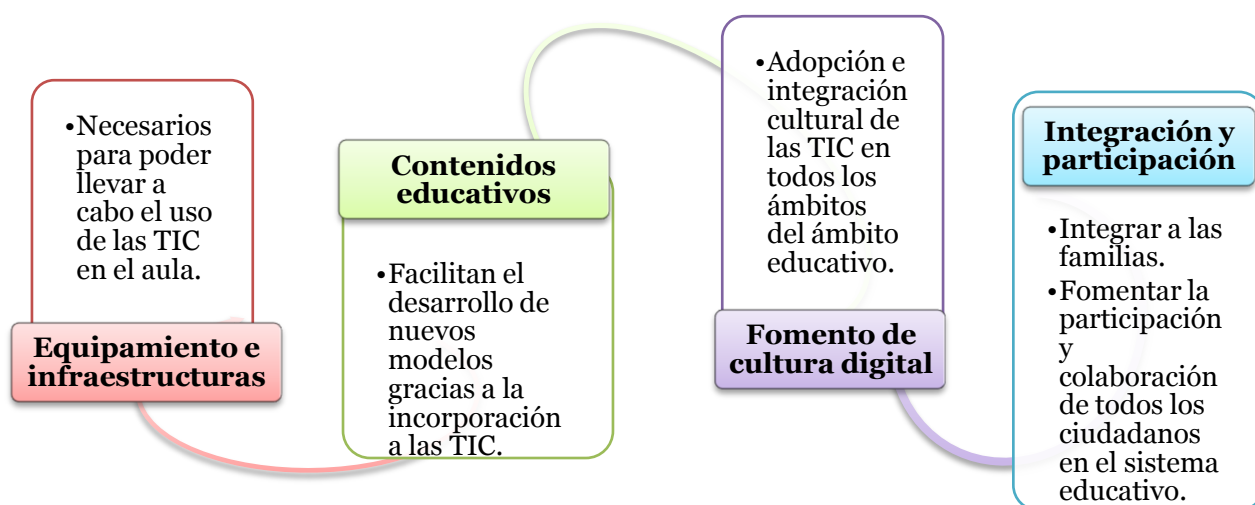 •Necesarios
para poder
llevar a
cabo el uso
de las TIC
en el aula.
Equipamiento e
infraestructuras
Contenidos
educativos
•Facilitan el
desarrollo de
nuevos
modelos
gracias a la
incorporación
a las TIC.
•Adopción e
integración
cultural de
las TIC en
todos los
ámbitos
del ámbito
educativo.
Fomento de
cultura digital
Integración y
participación
•Integrar a las
familias.
•Fomentar la
participación
y
colaboración
de todos los
ciudadanos
en el sistema
educativo.